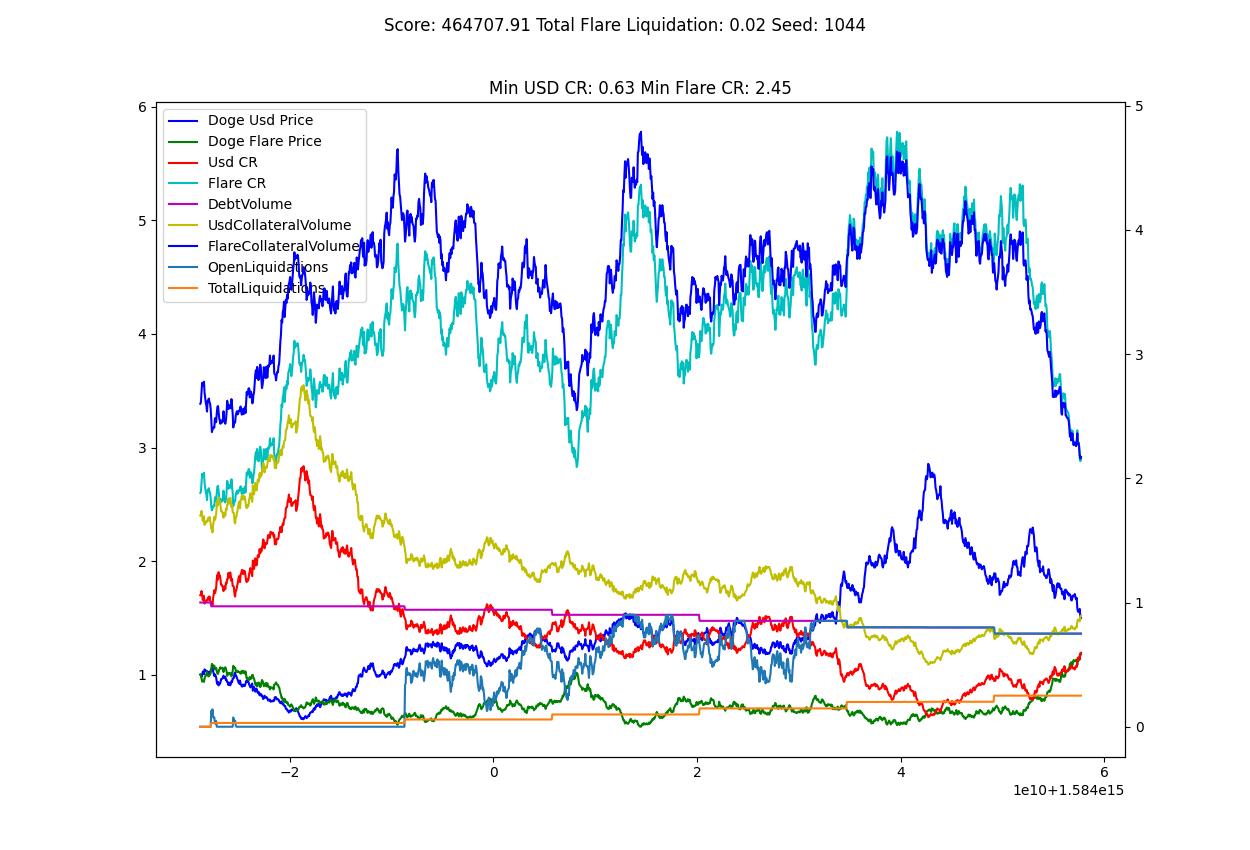 Score: 464707.91 Total Flare Liquidation: 0.02 Seed: 1044
Min USD CR: 0.63 Min Flare CR: 2.45
Doge Usd Price
Doge Flare Price
Usd CR
Flare CR
DebtVolume
UsdCollateralVolume
FlareCollateralVolume
OpenLiquidations
TotalLiquidations
6
5
4
3
2
1
5
4
3
2
1
0
−2
0
2
4
6
1e10+1.584e15